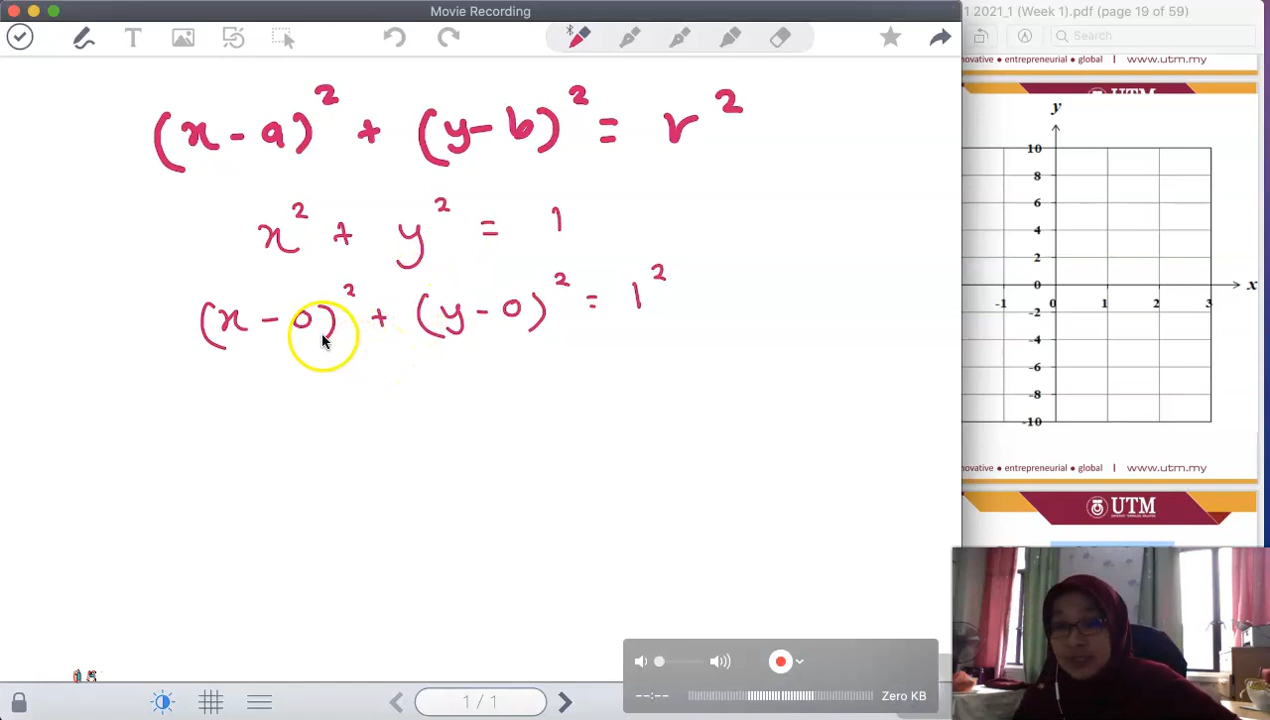 Movie Recording
1 2021_1 (Week 1).pdf (page 19 of 59)
T
Search
novative ● entrepreneurial ● global | www.utm.my
(x - a)² + (y - b)² = r²
x² + y² = 1
(x - 0)² + (y - 0)² = 1²
y
10
8
6
4
2
0
-2
-4
-6
-8
-10
-1 0 1 2 3
x
novative ● entrepreneurial ● global | www.utm.my
UTM
1 / 1
--:-- Zero KB